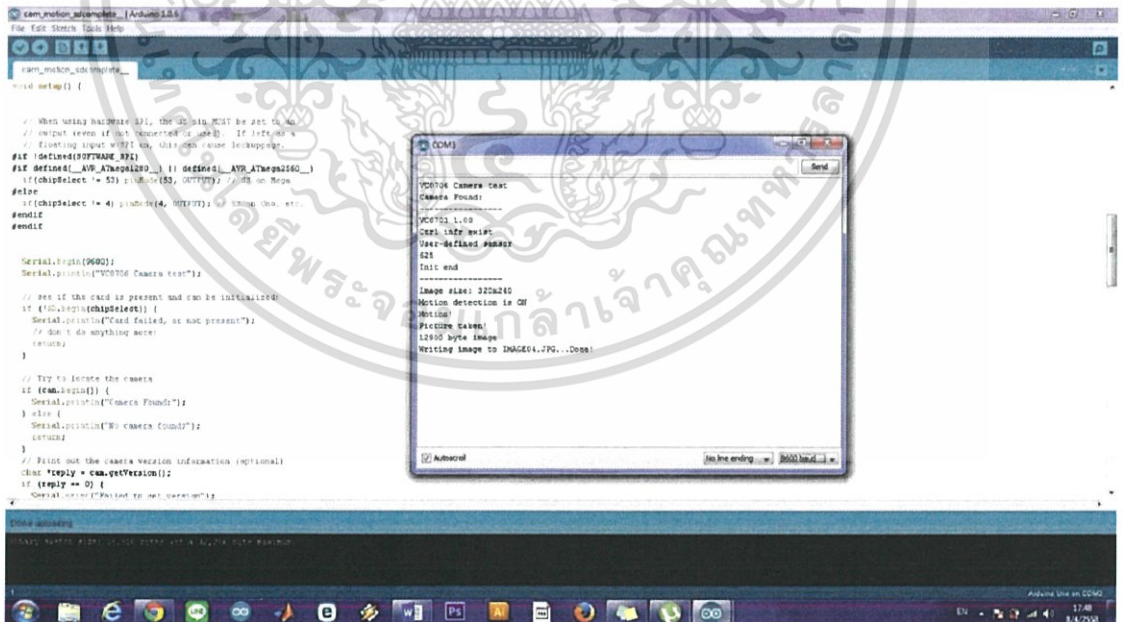 cam_motion_sdcomplete__ | Arduino 1.0.6
File Edit Sketch Tools Help
cam_motion_sdcomplete__
void setup() {
// When using hardware SPI, the SS pin MUST be set to an
// output (even if not connected or used). If left as a
// floating input w/SPI on, this can cause lockuppage.
#if !defined(SOFTWARE_SPI)
#if defined(__AVR_ATmega1280__) || defined(__AVR_ATmega2560__)
if(chipSelect != 53) pinMode(53, OUTPUT); // SS on Mega
#else
if(chipSelect != 4) pinMode(4, OUTPUT); // SS on Uno, etc.
#endif
#endif
Serial.begin(9600);
Serial.println("VC0706 Camera test");
// see if the card is present and can be initialized:
if (!SD.begin(chipSelect)) {
Serial.println("Card failed, or not present");
// don't do anything more:
return;
}
// Try to locate the camera
if (cam.begin()) {
Serial.println("Camera Found:");
} else {
Serial.println("No camera found?");
return;
}
// Print out the camera version information (optional)
char *reply = cam.getVersion();
if (reply == 0) {
Serial.print("Failed to get version");
COM3
Send
VC0706 Camera test
Camera Found:
-----------------
VC0703 1.00
Ctrl infr exist
User-defined sensor
625
Init end
-----------------
Image size: 320x240
Motion detection is ON
Motion!
Picture taken!
12900 byte image
Writing image to IMAGE04.JPG...Done!
Autoscroll
No line ending
9600 baud
Done uploading
Arduino Uno on COM3
EN
17:48
8/4/2558